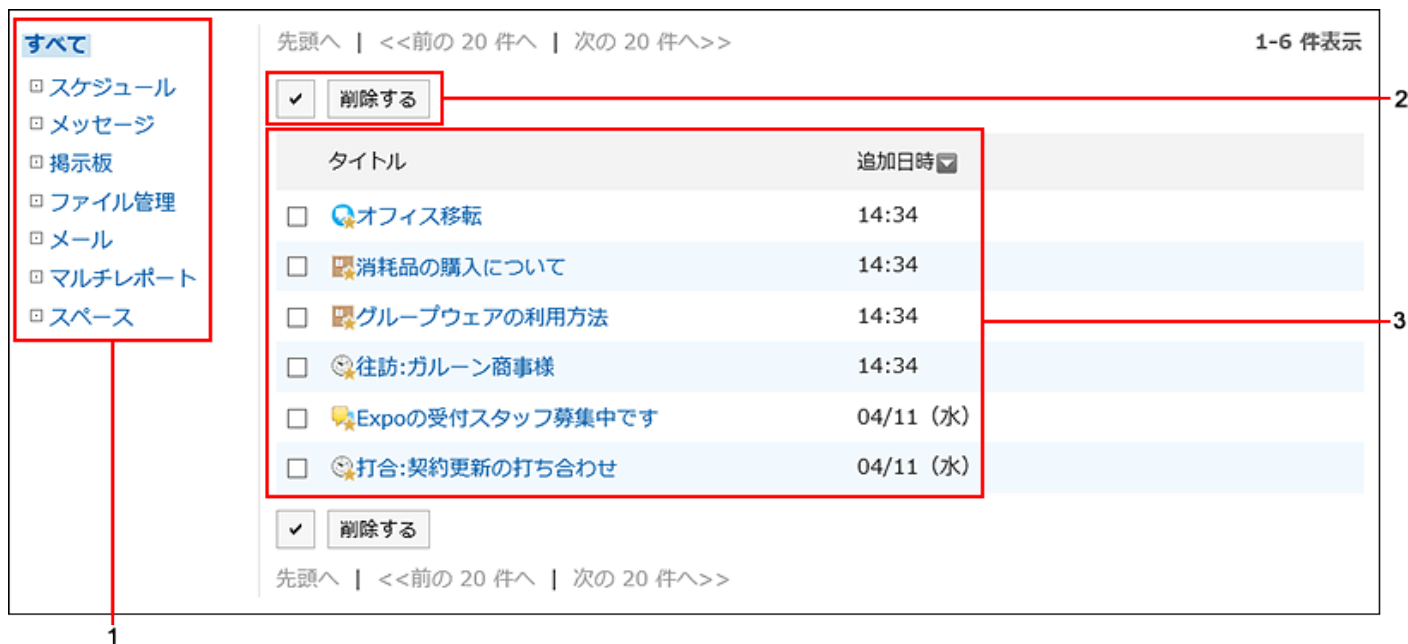 すべて
スケジュール
メッセージ
掲示板
ファイル管理
メール
マルチレポート
スペース
1
先頭へ | <<前の 20 件へ | 次の 20 件へ>>
1-6 件表示
削除する
2
タイトル 追加日時
オフィス移転 14:34
消耗品の購入について 14:34
グループウェアの利用方法 14:34
3
往訪:ガルーン商事様 14:34
Expoの受付スタッフ募集中です 04/11（水）
打合:契約更新の打ち合わせ 04/11（水）
削除する
先頭へ | <<前の 20 件へ | 次の 20 件へ>>